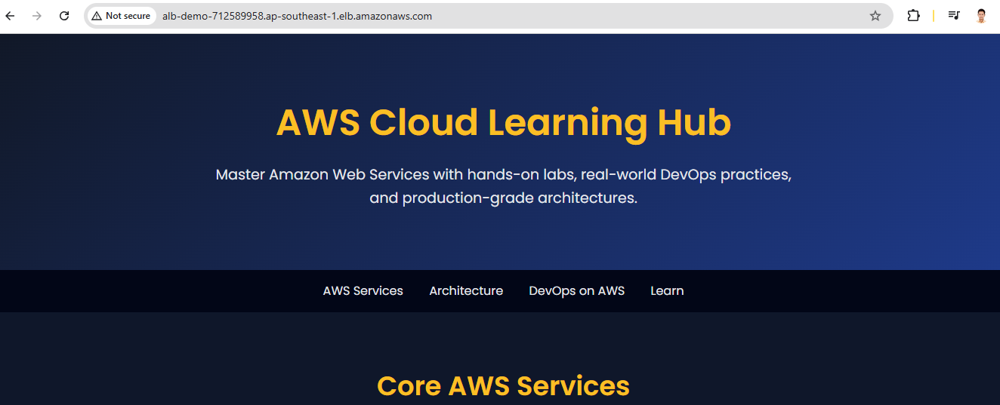 Not secure
alb-demo-712589958.ap-southeast-1.elb.amazonaws.com
AWS Cloud Learning Hub
Master Amazon Web Services with hands-on labs, real-world DevOps practices,
and production-grade architectures.
AWS Services Architecture DevOps on AWS Learn
Core AWS Services